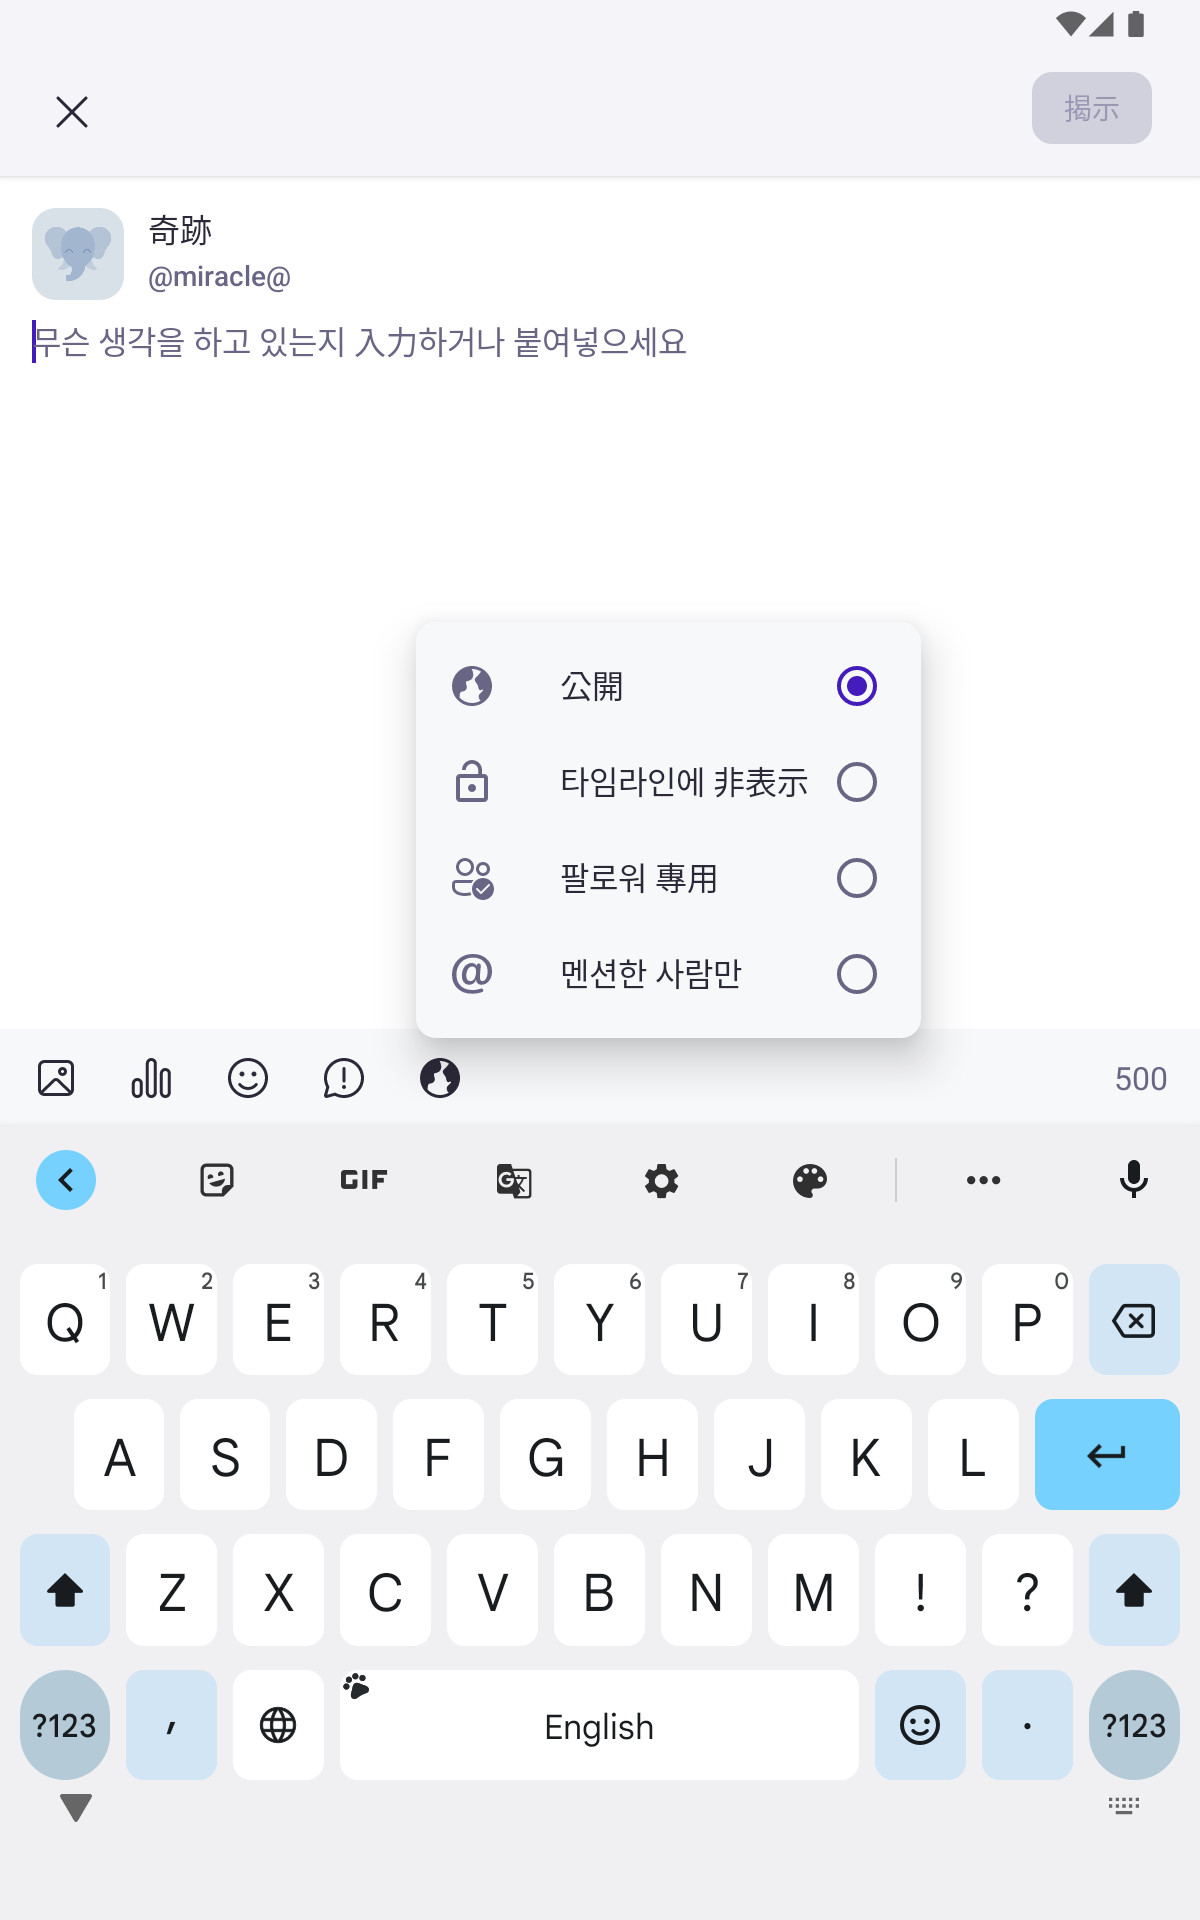 揭示
奇跡
@miracle@
무슨 생각을 하고 있는지 入力하거나 붙여넣으세요
公開
타임라인에 非表示
팔로워 專用
멘션한 사람만
500
GIF
1 2 3 4 5 6 7 8 9 0
Q W E R T Y U I O P
A S D F G H J K L
Z X C V B N M ! ?
?123 , English . ?123